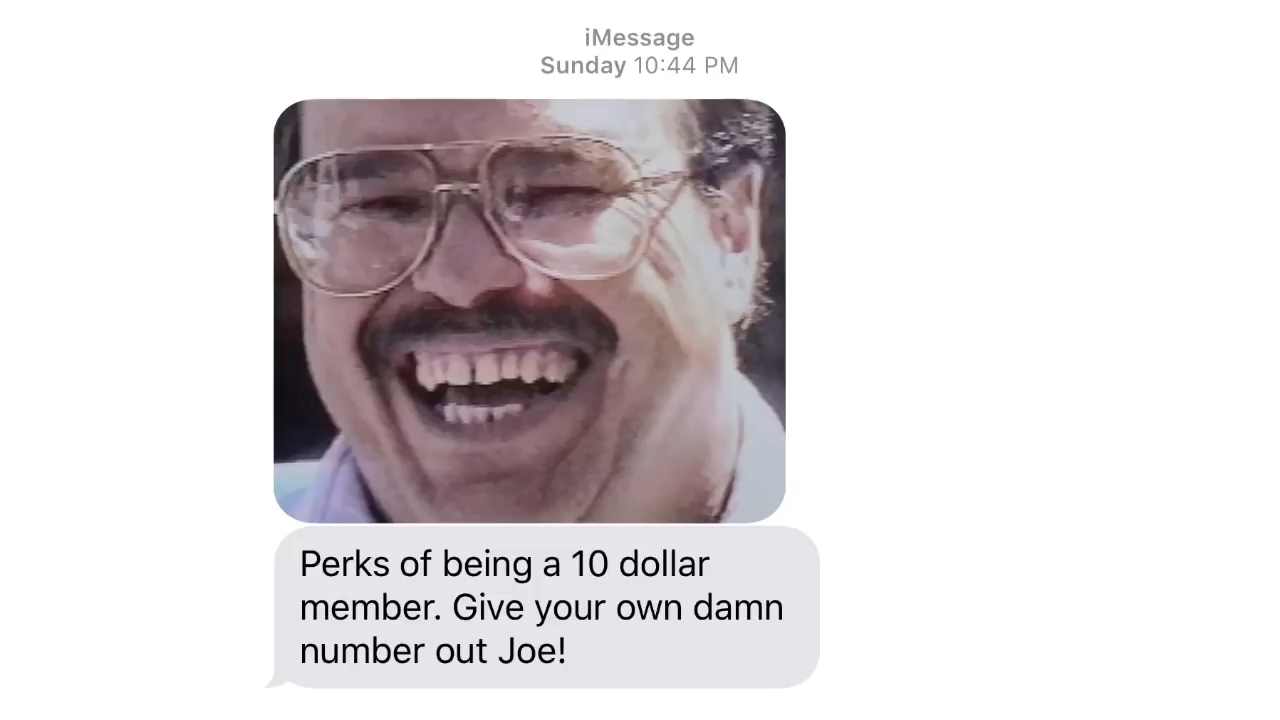 iMessage
Sunday 10:44 PM
Perks of being a 10 dollar
member. Give your own damn
number out Joe!